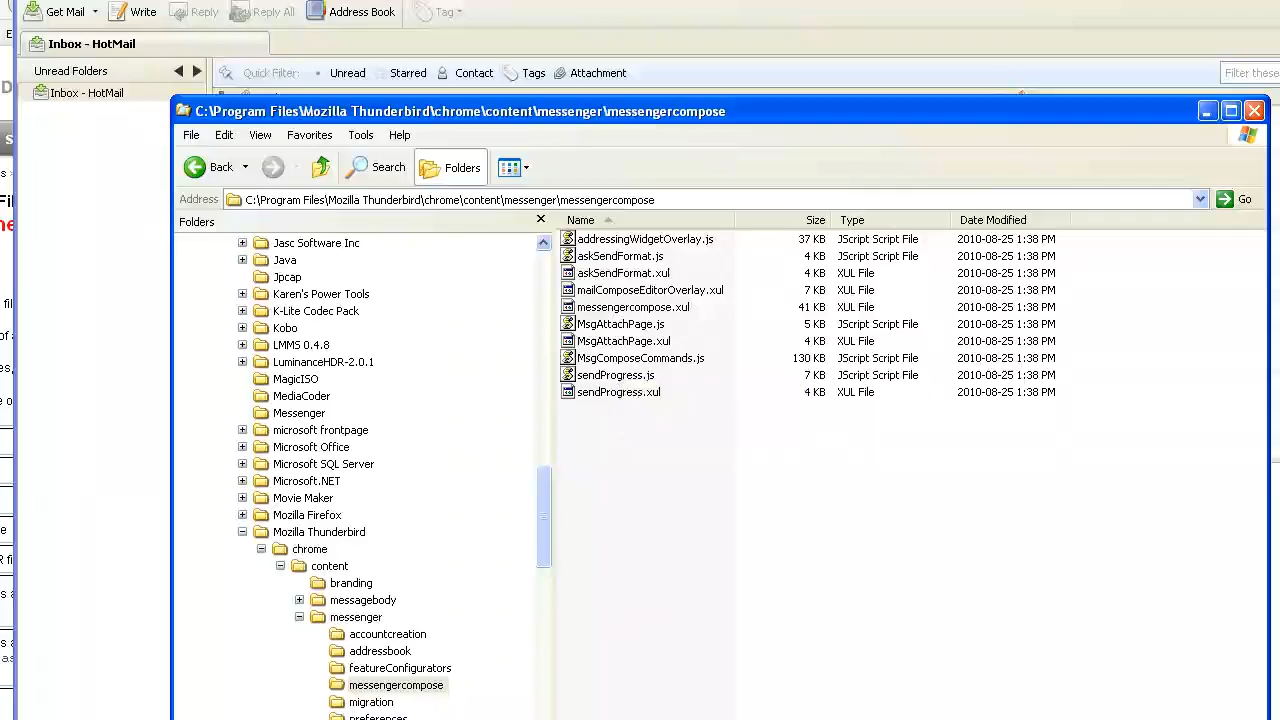 Get Mail Write Reply Reply All Address Book Tag
Inbox - HotMail
Unread Folders Quick Filter: Unread Starred Contact Tags Attachment Filter these
Inbox - HotMail
C:\Program Files\Mozilla Thunderbird\chrome\content\messenger\messengercompose
File Edit View Favorites Tools Help
Back Search Folders
Address C:\Program Files\Mozilla Thunderbird\chrome\content\messenger\messengercompose Go
Folders
Jasc Software Inc
Java
Jpcap
Karen's Power Tools
K-Lite Codec Pack
Kobo
LMMS 0.4.8
LuminanceHDR-2.0.1
MagicISO
MediaCoder
Messenger
microsoft frontpage
Microsoft Office
Microsoft SQL Server
Microsoft.NET
Movie Maker
Mozilla Firefox
Mozilla Thunderbird
chrome
content
branding
messagebody
messenger
accountcreation
addressbook
featureConfigurators
messengercompose
migration
preferences
Name Size Type Date Modified
addressingWidgetOverlay.js 37 KB JScript Script File 2010-08-25 1:38 PM
askSendFormat.js 4 KB JScript Script File 2010-08-25 1:38 PM
askSendFormat.xul 4 KB XUL File 2010-08-25 1:38 PM
mailComposeEditorOverlay.xul 7 KB XUL File 2010-08-25 1:38 PM
messengercompose.xul 41 KB XUL File 2010-08-25 1:38 PM
MsgAttachPage.js 5 KB JScript Script File 2010-08-25 1:38 PM
MsgAttachPage.xul 4 KB XUL File 2010-08-25 1:38 PM
MsgComposeCommands.js 130 KB JScript Script File 2010-08-25 1:38 PM
sendProgress.js 7 KB JScript Script File 2010-08-25 1:38 PM
sendProgress.xul 4 KB XUL File 2010-08-25 1:38 PM